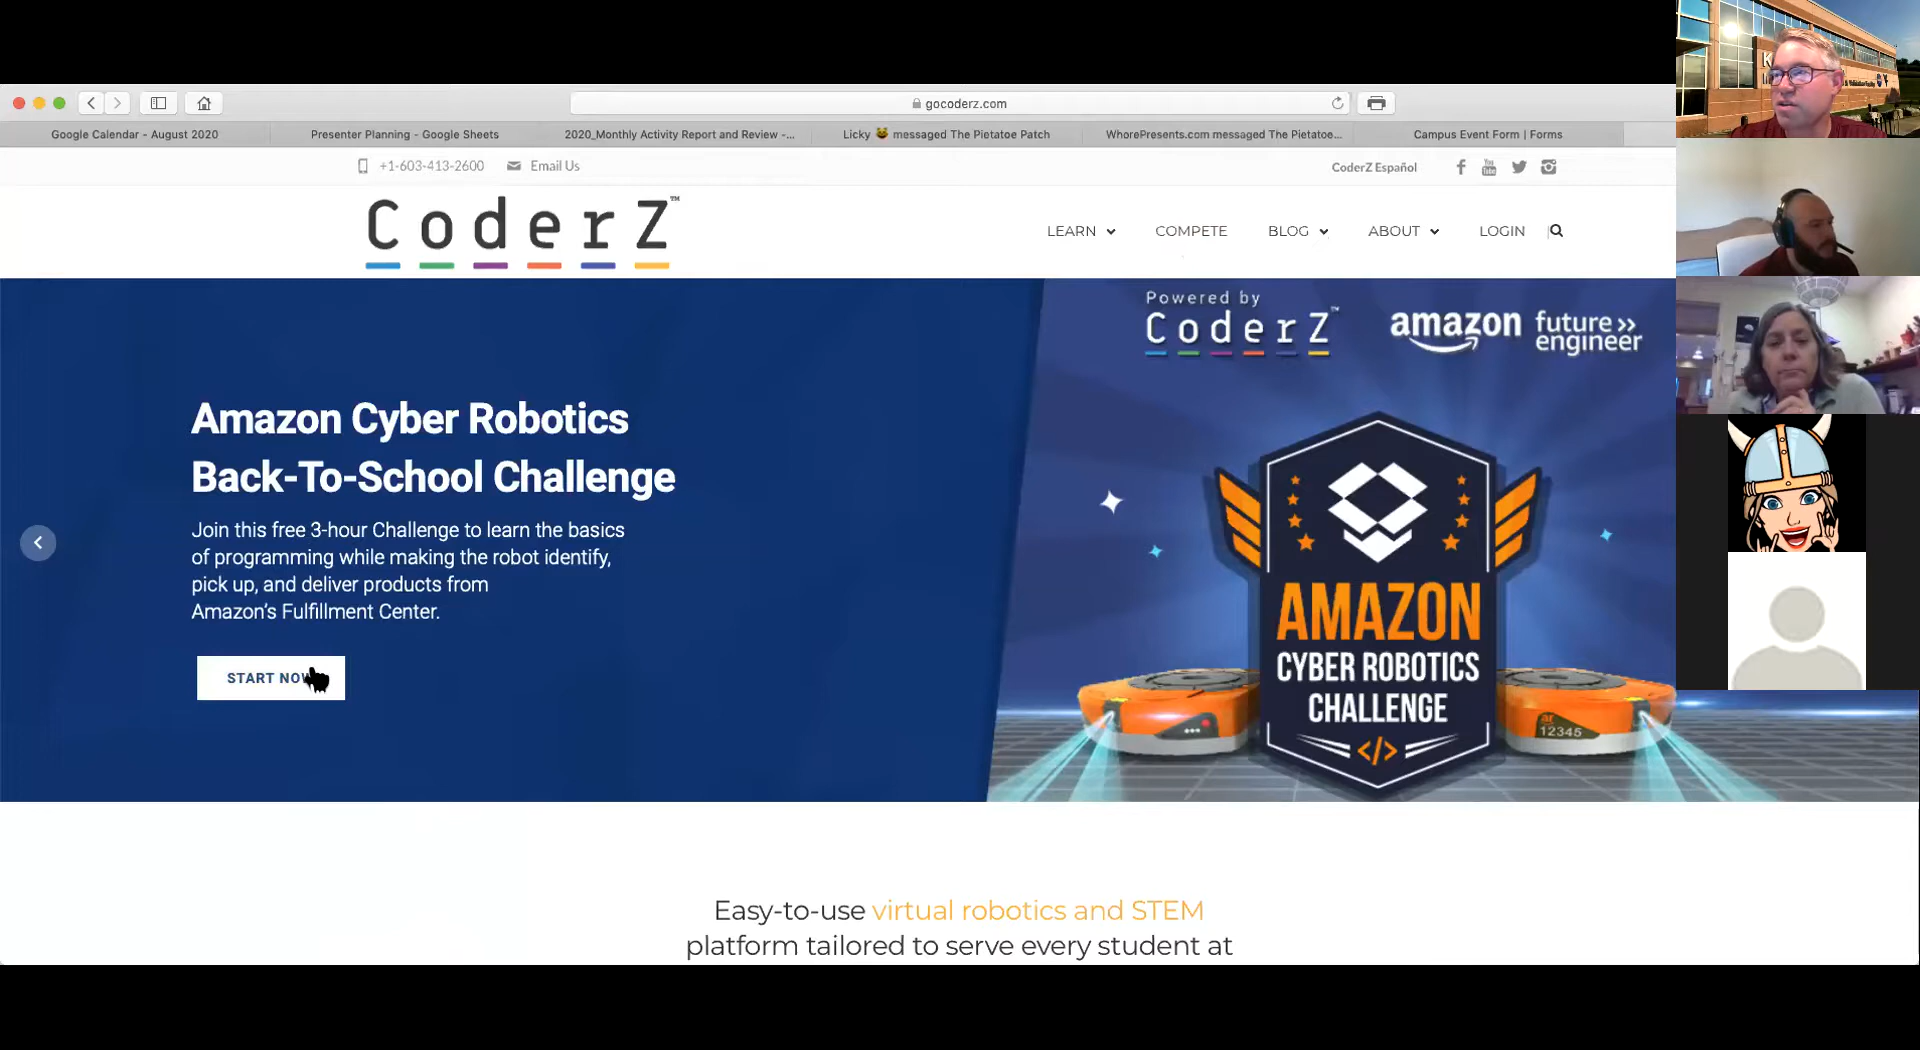 gocoderz.com
Google Calendar - August 2020
Presenter Planning - Google Sheets
2020_Monthly Activity Report and Review -...
Licky 😈 messaged The Pietatoe Patch
WhorePresents.com messaged The Pietatoe...
Campus Event Form | Forms
+1-603-413-2600
Email Us
CoderZ Español
You Tube
CoderZ™
LEARN
COMPETE
BLOG
ABOUT
LOGIN
Powered by
CoderZ™
amazon
future
engineer
Amazon Cyber Robotics
Back-To-School Challenge
Join this free 3-hour Challenge to learn the basics
of programming while making the robot identify,
pick up, and deliver products from
Amazon's Fulfillment Center.
START NOW
AMAZON
CYBER ROBOTICS
CHALLENGE
</>
ar
12345
Easy-to-use virtual robotics and STEM
platform tailored to serve every student at